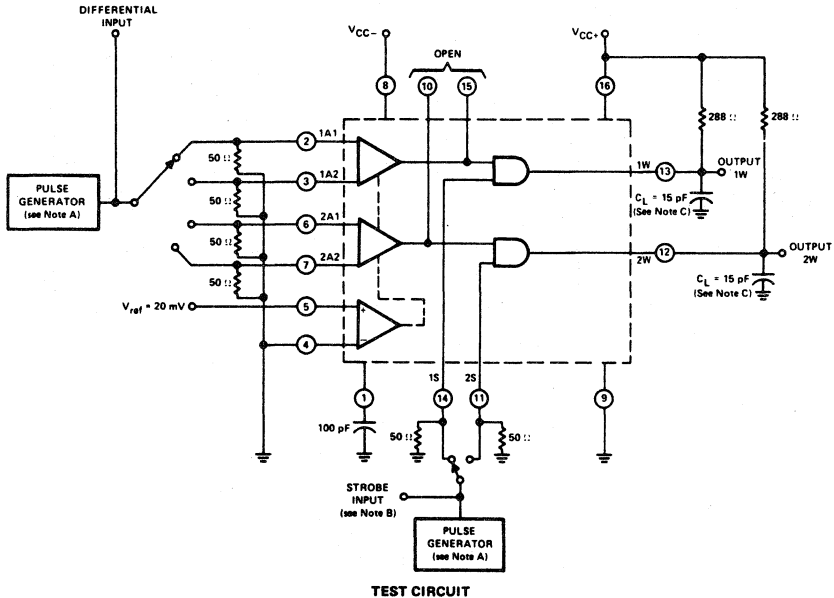 DIFFERENTIAL
INPUT
VCC−
OPEN
VCC+
8
10
15
16
288 Ω
288 Ω
50 Ω
2
1A1
PULSE
GENERATOR
(see Note A)
3
1A2
1W
13
OUTPUT
1W
50 Ω
CL = 15 pF
(See Note C)
6
2A1
50 Ω
7
2A2
2W
12
OUTPUT
2W
50 Ω
CL = 15 pF
(See Note C)
Vref = 20 mV
5
+
4
−
1S
2S
1
14
11
9
100 pF
50 Ω
50 Ω
STROBE
INPUT
(see Note B)
PULSE
GENERATOR
(see Note A)
TEST CIRCUIT